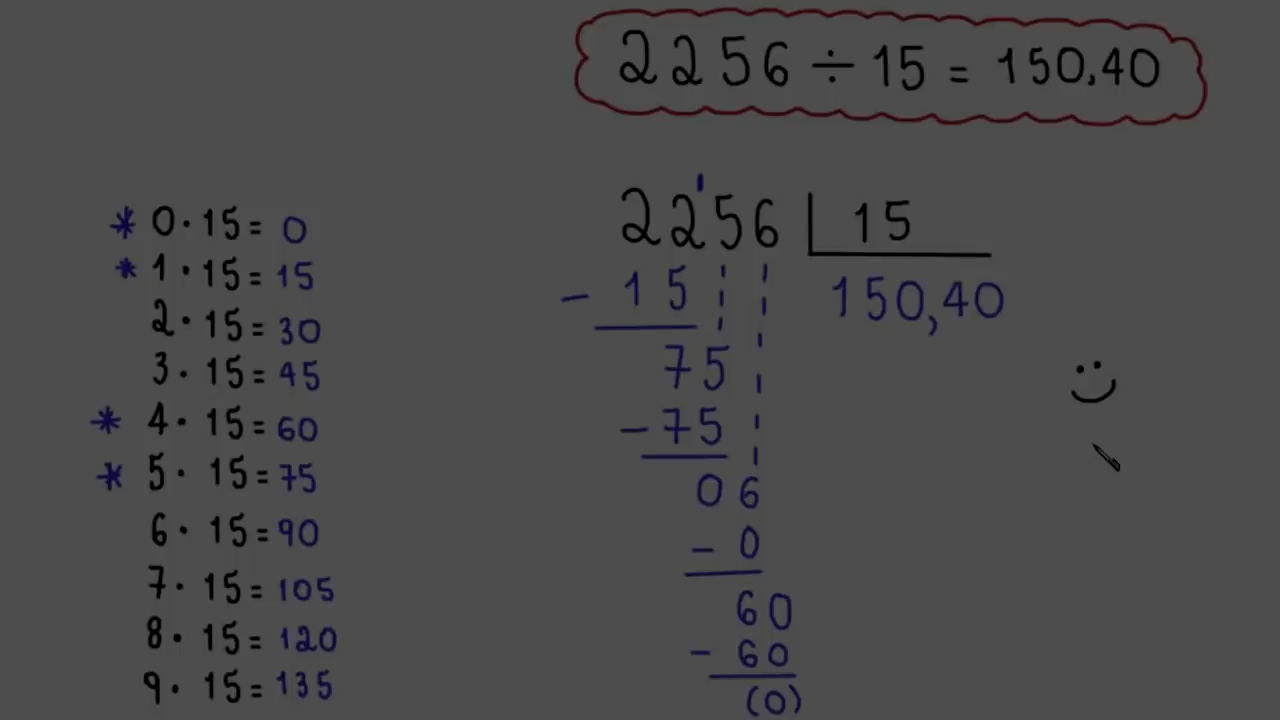 2256 ÷ 15 = 150,40
* 0 · 15 = 0
* 1 · 15 = 15
2 · 15 = 30
3 · 15 = 45
* 4 · 15 = 60
* 5 · 15 = 75
6 · 15 = 90
7 · 15 = 105
8 · 15 = 120
9 · 15 = 135
22'56 | 15
- 15 150,40
75
- 75
06
- 0
60
- 60
(0)